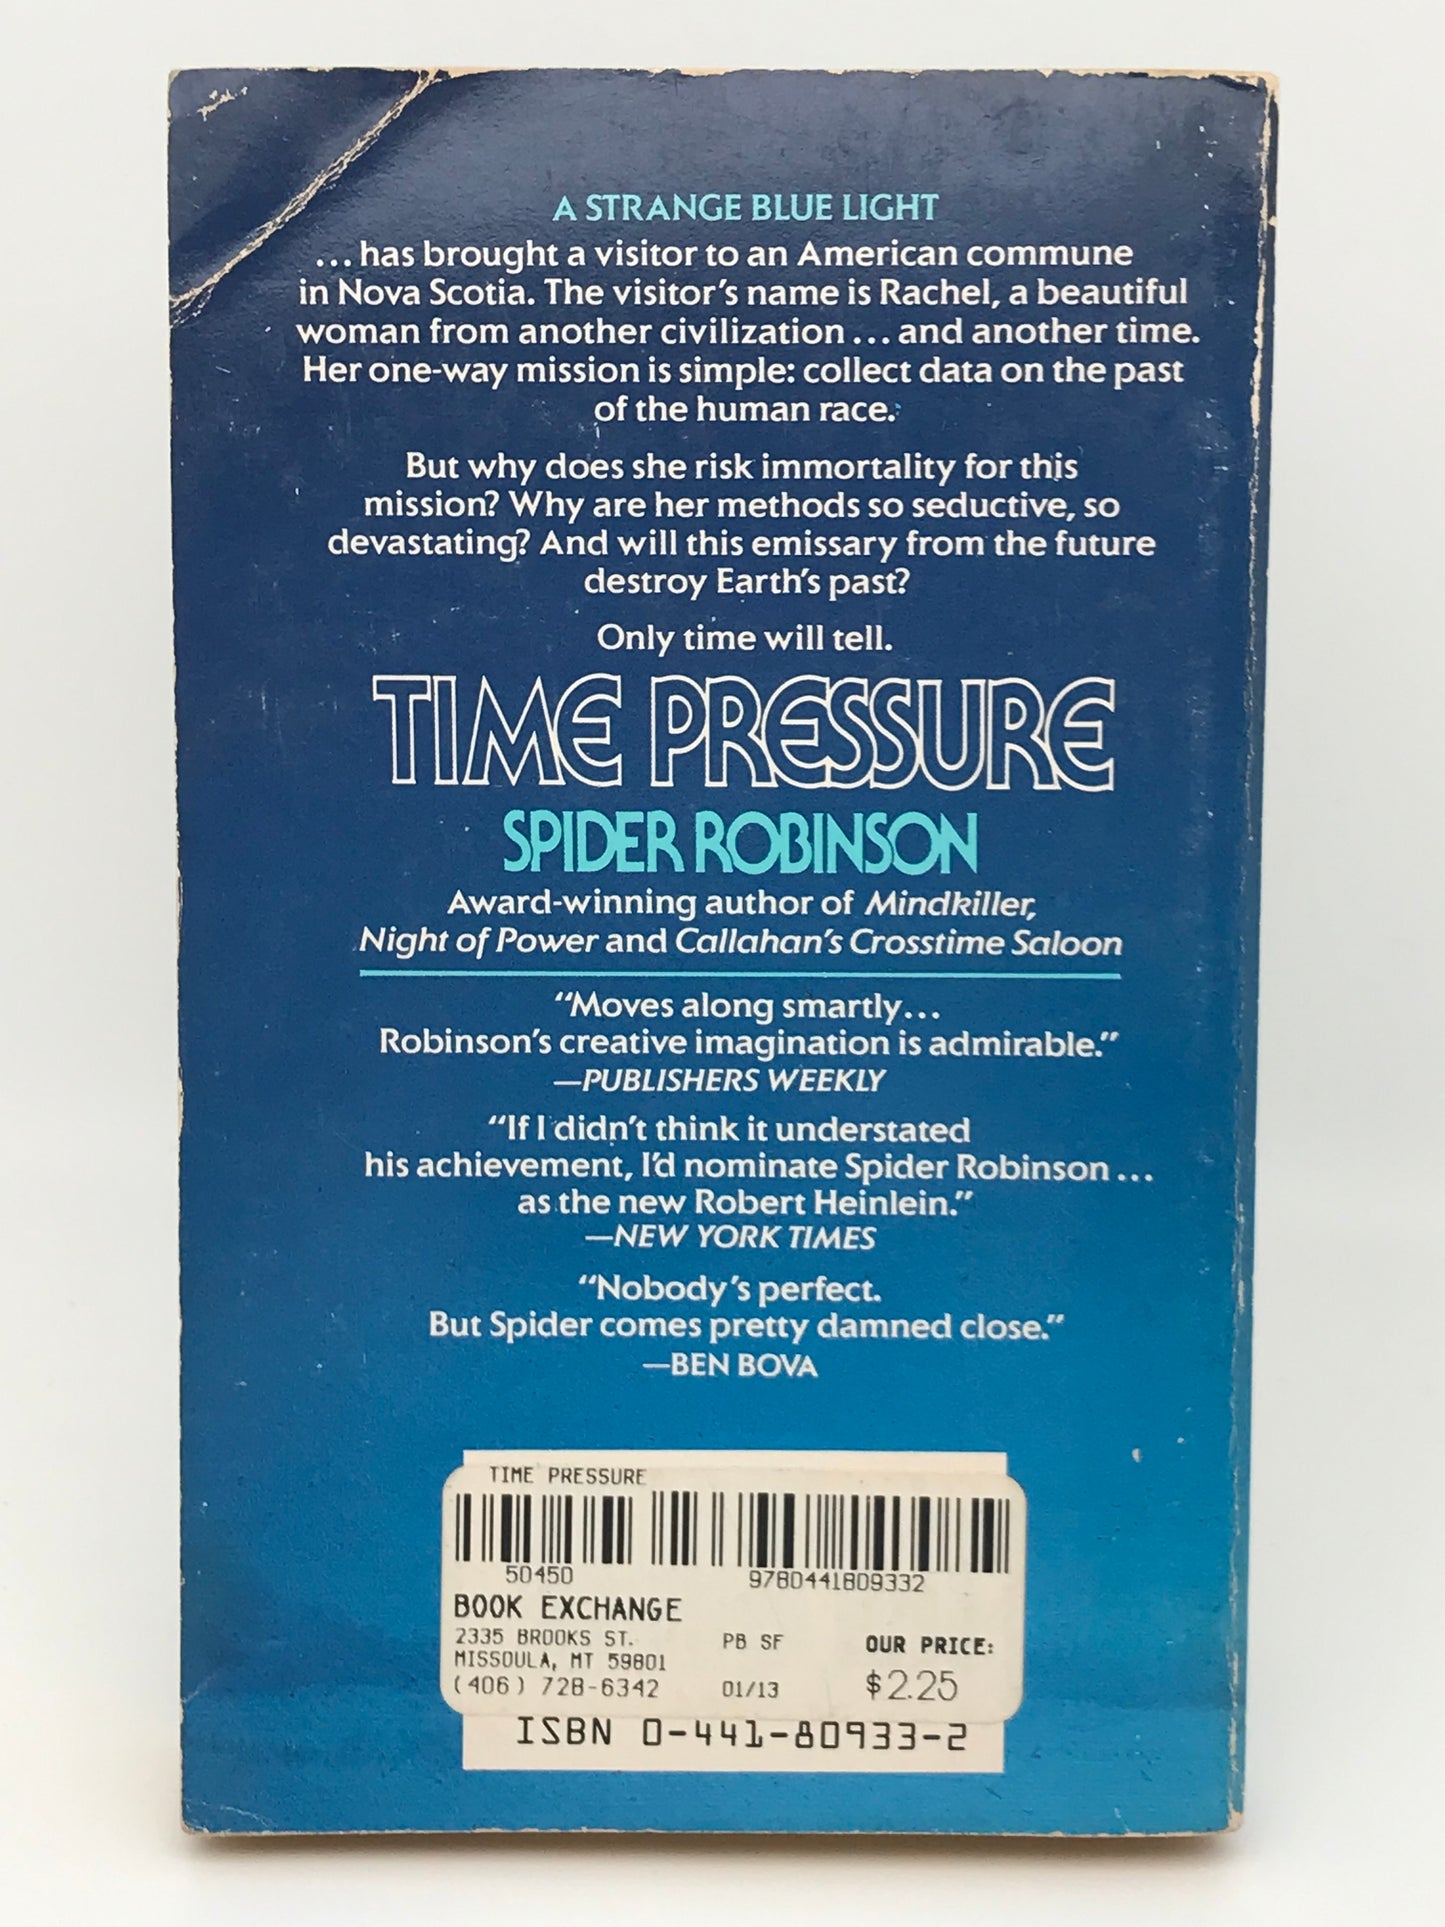 A STRANGE BLUE LIGHT
...has brought a visitor to an American commune
in Nova Scotia. The visitor's name is Rachel, a beautiful
woman from another civilization...and another time.
Her one-way mission is simple: collect data on the past
of the human race.
But why does she risk immortality for this
mission? Why are her methods so seductive, so
devastating? And will this emissary from the future
destroy Earth's past?
Only time will tell.
TIME PRESSURE
SPIDER ROBINSON
Award-winning author of Mindkiller,
Night of Power and Callahan's Crosstime Saloon
"Moves along smartly...
Robinson's creative imagination is admirable."
—PUBLISHERS WEEKLY
"If I didn't think it understated
his achievement, I'd nominate Spider Robinson...
as the new Robert Heinlein."
—NEW YORK TIMES
"Nobody's perfect.
But Spider comes pretty damned close."
—BEN BOVA
TIME PRESSURE
50450 9780441809332
BOOK EXCHANGE
2335 BROOKS ST. PB SF OUR PRICE:
MISSOULA, MT 59801
(406) 728-6342 01/13 $2.25
ISBN 0-441-80933-2